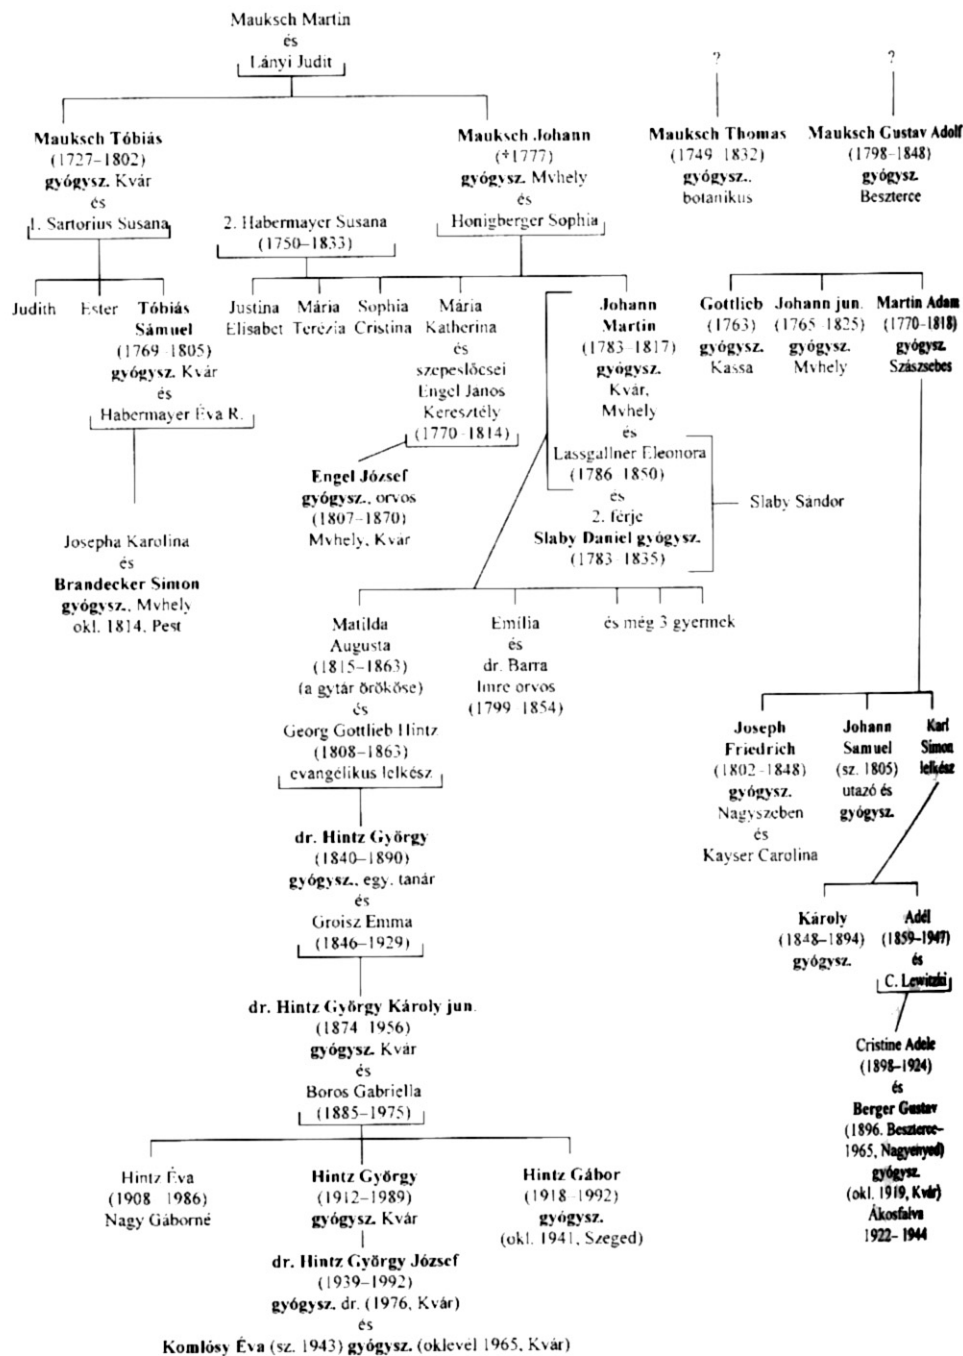 Mauksch Martin
és
Lányi Judit
?
?
Mauksch Tóbiás
(1727–1802)
gyógysz. Kvár
és
1. Sartorius Susana
2. Habermayer Susana
(1750–1833)
Mauksch Johann
(†1777)
gyógysz. Mvhely
és
Honigberger Sophia
Mauksch Thomas
(1749–1832)
gyógysz.,
botanikus
Mauksch Gustav Adolf
(1798–1848)
gyógysz.
Beszterce
Judith
Ester
Tóbiás
Sámuel
(1769–1805)
gyógysz. Kvár
és
Habermayer Éva R.
Justina
Elisabet
Mária
Terézia
Sophia
Cristina
Mária
Katherina
és
szepeslőcsei
Engel János
Keresztély
(1770–1814)
Johann
Martin
(1783–1817)
gyógysz.
Kvár,
Mvhely
és
Lassgallner Eleonora
(1786–1850)
és
2. férje
Slaby Daniel gyógysz.
(1783–1835)
Slaby Sándor
Gottlieb
(1763)
gyógysz.
Kassa
Johann jun.
(1765–1825)
gyógysz.
Mvhely
Martin Adam
(1770–1818)
gyógysz.
Szászsebes
Engel József
gyógysz., orvos
(1807–1870)
Mvhely, Kvár
Josepha Karolina
és
Brandecker Simon
gyógysz., Mvhely
okl. 1814, Pest
Matilda
Augusta
(1815–1863)
(a gytár örököse)
és
Georg Gottlieb Hintz
(1808–1863)
evangélikus lelkész
Emília
és
dr. Barra
Imre orvos
(1799–1854)
és még 3 gyermek
Joseph
Friedrich
(1802–1848)
gyógysz.
Nagyszeben
és
Kayser Carolina
Johann
Samuel
(sz. 1805)
utazó és
gyógysz.
Karl
Simon
lelkész
dr. Hintz György
(1840–1890)
gyógysz., egy. tanár
és
Groisz Emma
(1846–1929)
Károly
(1848–1894)
gyógysz.
Adél
(1859–1947)
és
C. Lewitzki
dr. Hintz György Károly jun.
(1874–1956)
gyógysz. Kvár
és
Boros Gabriella
(1885–1975)
Cristine Adele
(1898–1924)
és
Berger Gustav
(1896. Beszterce–
1965, Nagyenyed)
gyógysz.
(okl. 1919, Kvár)
Ákosfalva
1922– 1944
Hintz Éva
(1908–1986)
Nagy Gáborné
Hintz György
(1912–1989)
gyógysz. Kvár
Hintz Gábor
(1918–1992)
gyógysz.
(okl. 1941, Szeged)
dr. Hintz György József
(1939–1992)
gyógysz. dr. (1976, Kvár)
és
Komlósy Éva (sz. 1943) gyógysz. (oklevél 1965, Kvár)